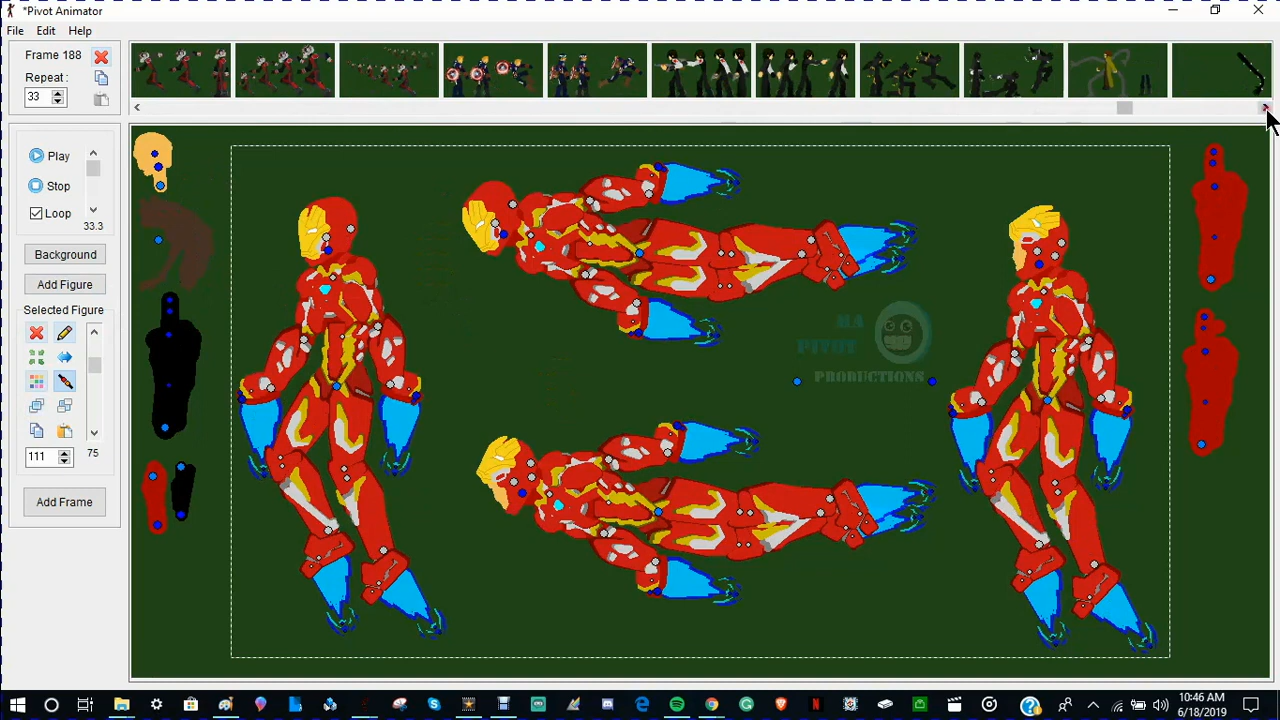 *Pivot Animator
File Edit Help
Frame 188
Repeat :
33
Play
Stop
Loop
33.3
Background
Add Figure
Selected Figure
111
75
Add Frame
MA
PIVOT
PRODUCTIONS
10:46 AM
6/18/2019